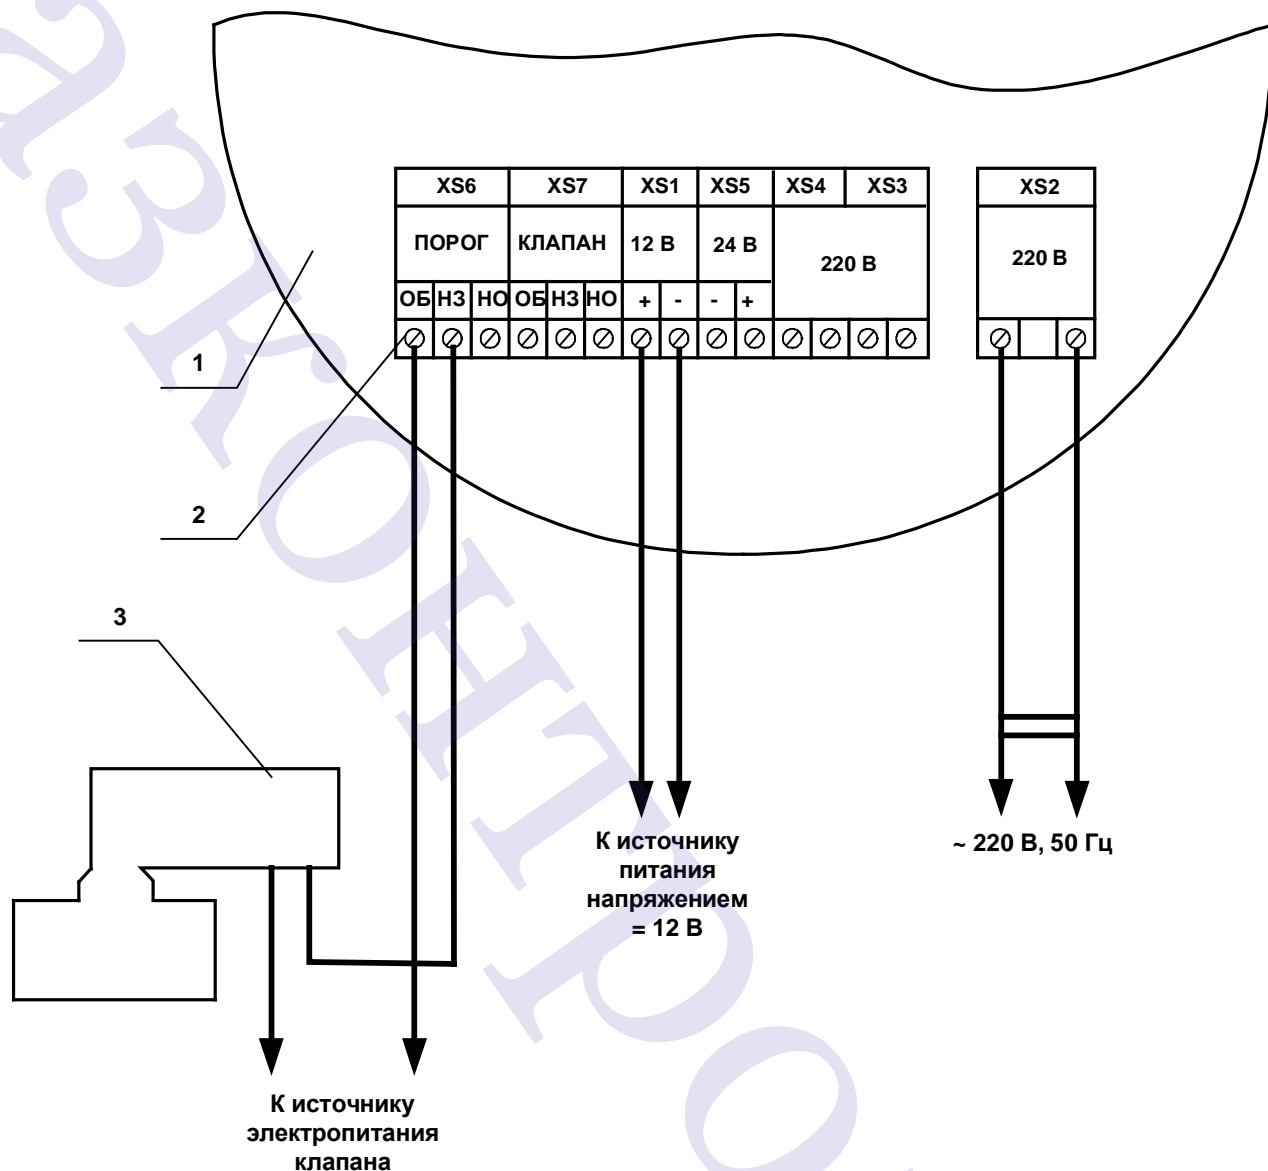 XS6 XS7 XS1 XS5 XS4 XS3 XS2
ПОРОГ КЛАПАН 12 В 24 В 220 В 220 В
ОБ НЗ НО ОБ НЗ НО + - - +
1
2
3
К источнику
питания
напряжением
= 12 В
~ 220 В, 50 Гц
К источнику
электропитания
клапана
азконтро